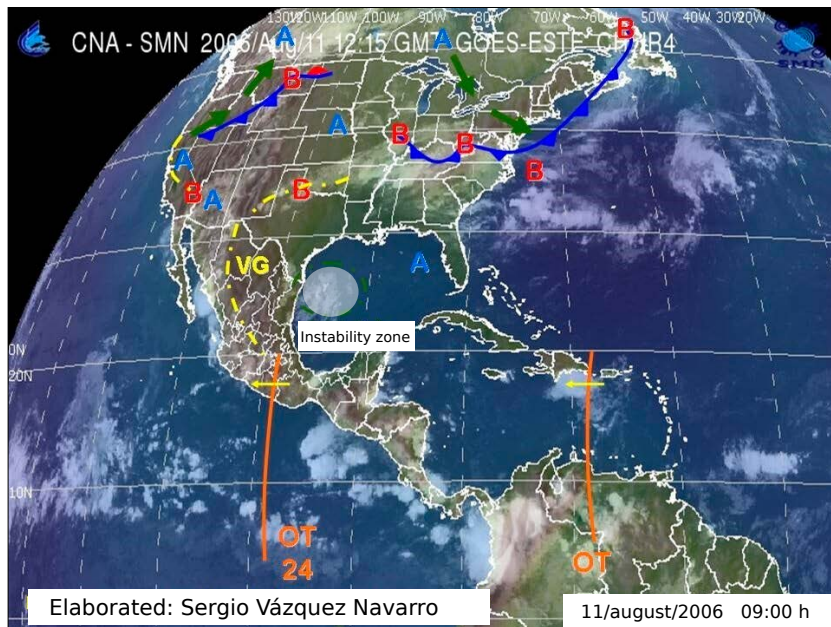 130W 120W 110W 100W 90W 80W 70W 60W 50W 40W 30W 20W
CNA - SMN 2006/Aug/11 12:15 GMT GOES-ESTE CH4
SMN
A
A
B
B
A
B
B
A
B
B
B
A
VG
A
Instability zone
20N
10N
OT
24
OT
Elaborated: Sergio Vázquez Navarro
11/august/2006 09:00 h